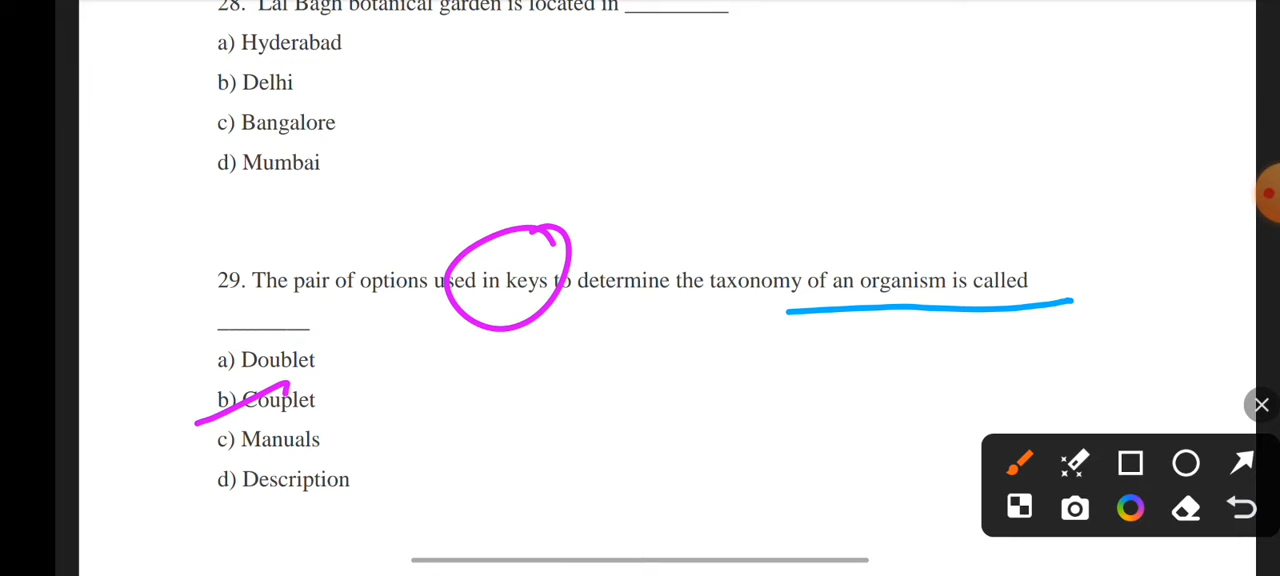 28. Lal Bagh botanical garden is located in _________
a) Hyderabad
b) Delhi
c) Bangalore
d) Mumbai
29. The pair of options used in keys to determine the taxonomy of an organism is called
________
a) Doublet
b) Couplet
c) Manuals
d) Description